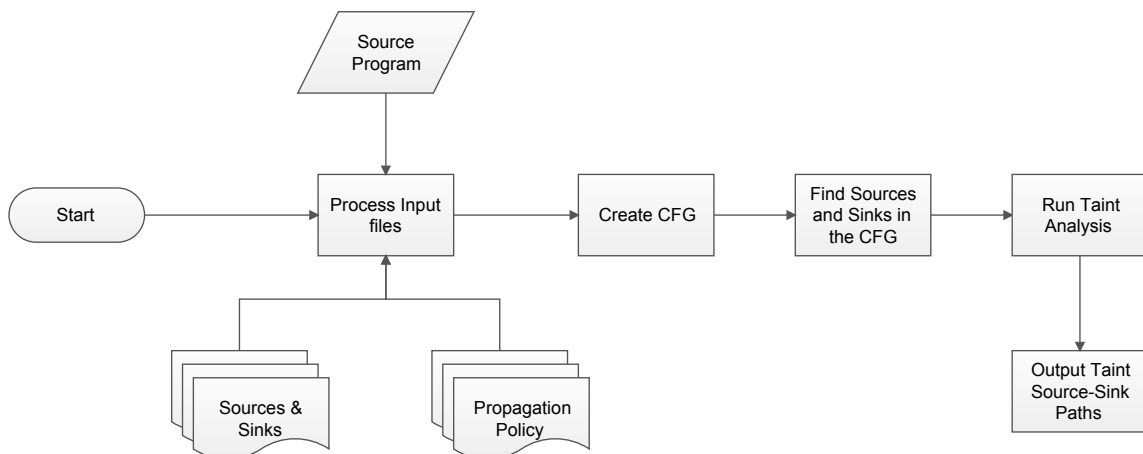 Source
Program
Start
Process Input
files
Create CFG
Find Sources
and Sinks in
the CFG
Run Taint
Analysis
Sources &
Sinks
Propagation
Policy
Output Taint
Source-Sink
Paths